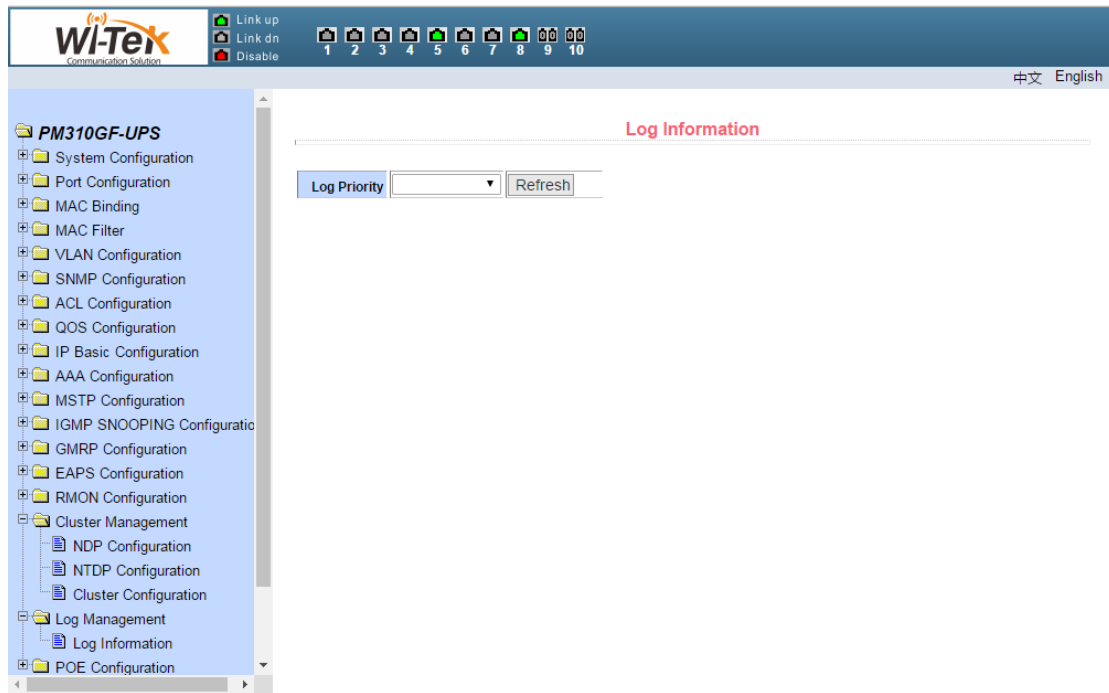 Wi-Tek
Communication Solution
Link up
Link dn
Disable
1 2 3 4 5 6 7 8 9 10
中文 English
PM310GF-UPS
System Configuration
Port Configuration
MAC Binding
MAC Filter
VLAN Configuration
SNMP Configuration
ACL Configuration
QOS Configuration
IP Basic Configuration
AAA Configuration
MSTP Configuration
IGMP SNOOPING Configuratio
GMRP Configuration
EAPS Configuration
RMON Configuration
Cluster Management
NDP Configuration
NTDP Configuration
Cluster Configuration
Log Management
Log Information
POE Configuration
Log Information
Log Priority Refresh